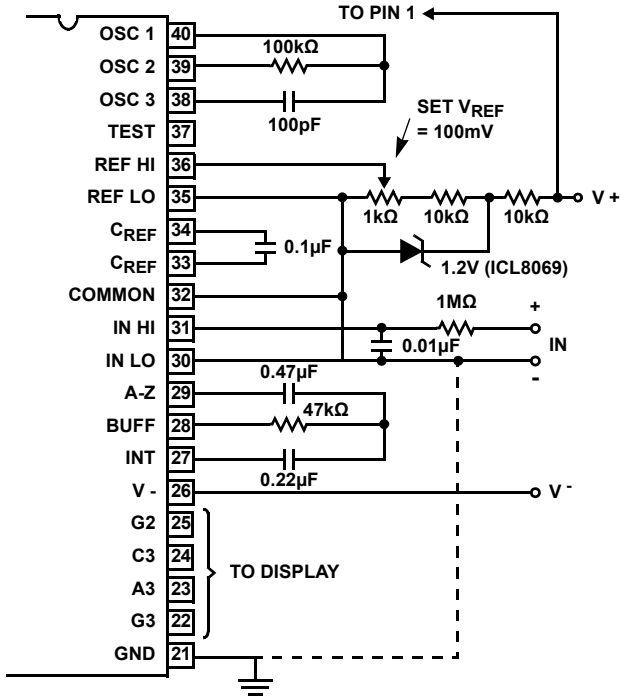 TO PIN 1
OSC 1 40
100kΩ
OSC 2 39
OSC 3 38
100pF
SET VREF
= 100mV
TEST 37
REF HI 36
REF LO 35
1kΩ 10kΩ 10kΩ
V +
CREF 34
0.1µF
CREF 33
1.2V (ICL8069)
COMMON 32
1MΩ
+
IN HI 31
0.01µF
IN
IN LO 30
-
0.47µF
A-Z 29
47kΩ
BUFF 28
INT 27
0.22µF
V - 26
V -
G2 25
C3 24
TO DISPLAY
A3 23
G3 22
GND 21